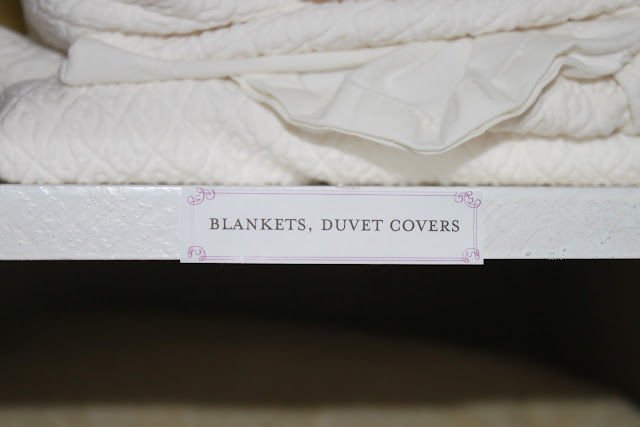 BLANKETS, DUVET COVERS